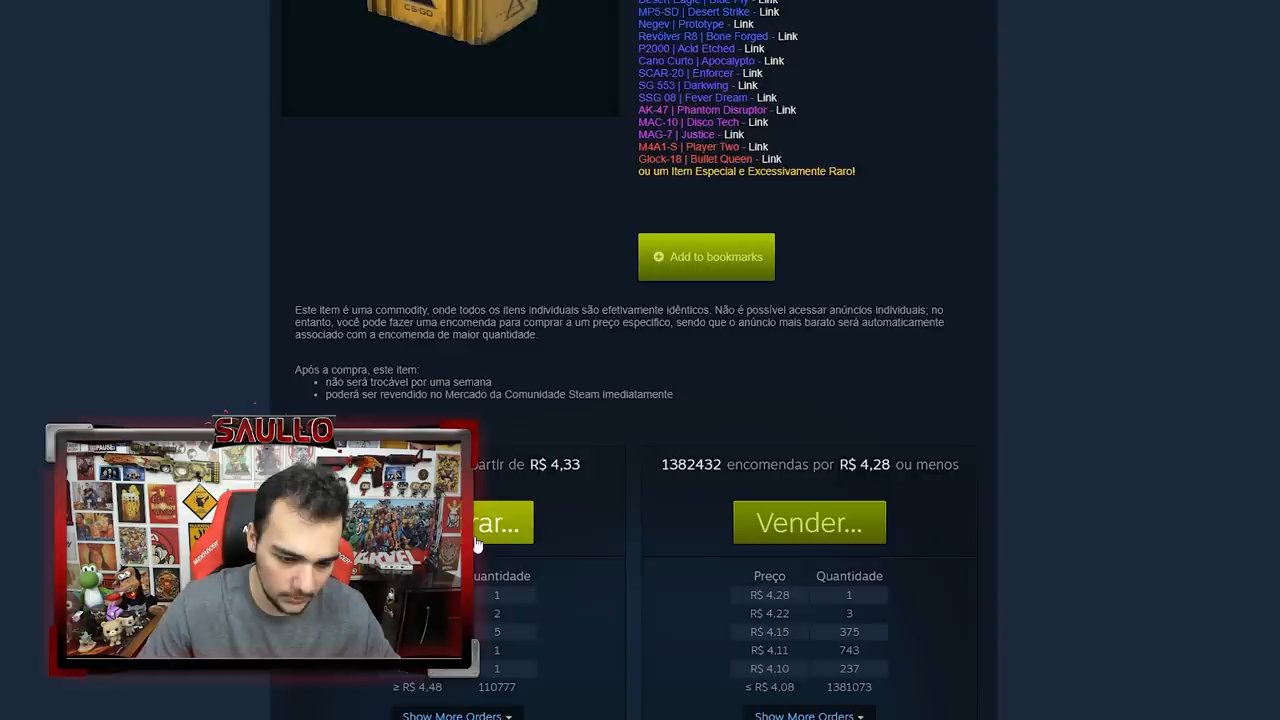 CS:GO
MP5-SD | Desert Strike - Link
Negev | Prototype - Link
Revólver R8 | Bone Forged - Link
P2000 | Acid Etched - Link
Cano Curto | Apocalypto - Link
SCAR-20 | Enforcer - Link
SG 553 | Darkwing - Link
SSG 08 | Fever Dream - Link
AK-47 | Phantom Disruptor - Link
MAC-10 | Disco Tech - Link
MAG-7 | Justice - Link
M4A1-S | Player Two - Link
Glock-18 | Bullet Queen - Link
ou um Item Especial e Excessivamente Raro!
Add to bookmarks
Este item é uma commodity, onde todos os itens individuais são efetivamente idênticos. Não é possível acessar anúncios individuais; no
entanto, você pode fazer uma encomenda para comprar a um preço específico, sendo que o anúncio mais barato será automaticamente
associado com a encomenda de maior quantidade.
Após a compra, este item:
não será trocável por uma semana
poderá ser revendido no Mercado da Comunidade Steam imediatamente
partir de R$ 4,33
1382432 encomendas por R$ 4,28 ou menos
rar...
Vender...
uantidade
1
2
5
1
1
≥ R$ 4,48 110777
Show More Orders
Preço Quantidade
R$ 4,28 1
R$ 4,22 3
R$ 4,15 375
R$ 4,11 743
R$ 4,10 237
≤ R$ 4,08 1381073
Show More Orders
SAULLO
MARVEL